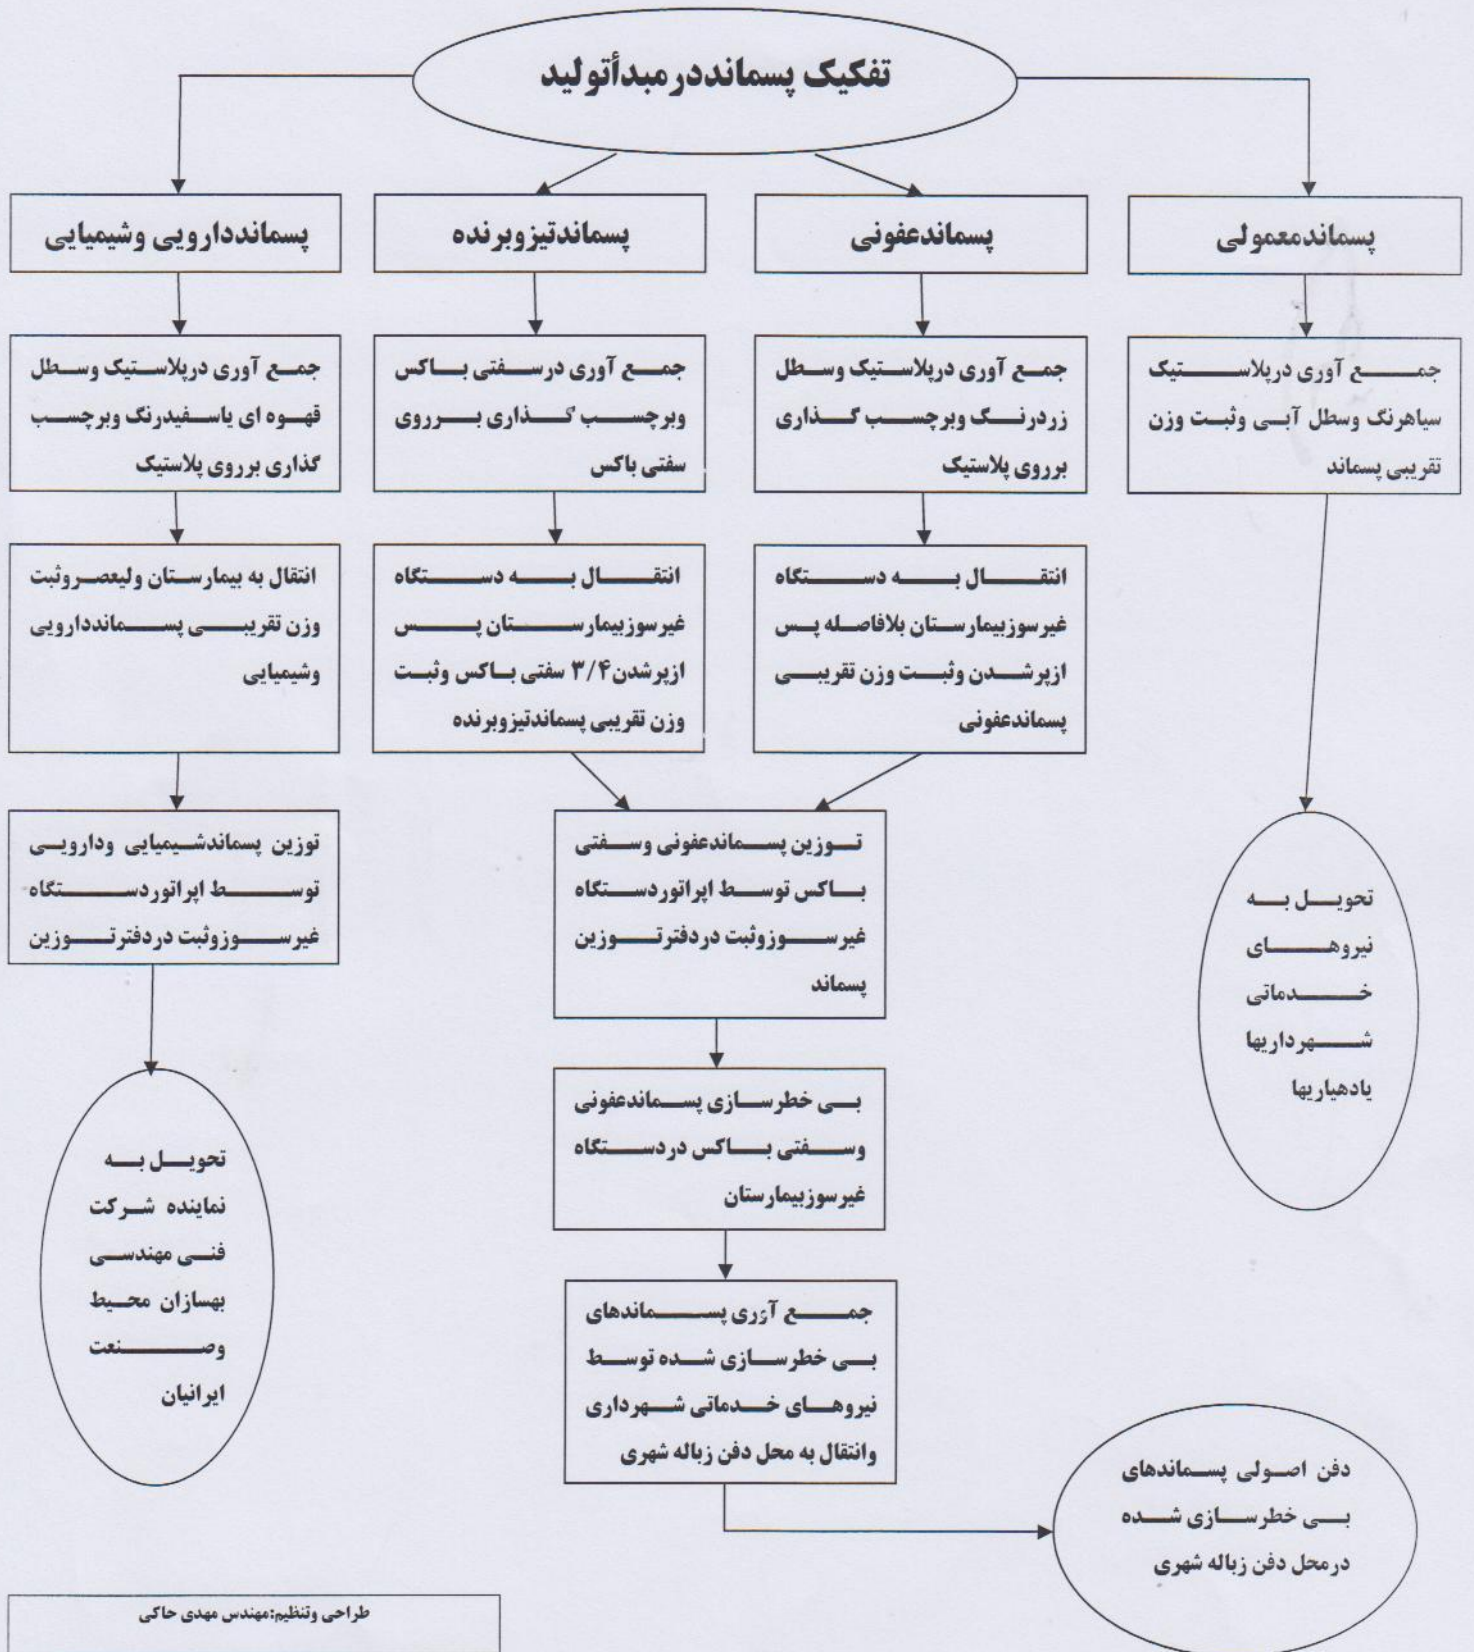 تفکیک پسمانددر مبدأتولید
پسماندمعمولی
جمع آوری درپلاستیک
سیاهرنگ وسطل آبی وثبت وزن
تقریبی پسماند
تحویل به
نیروهای
خدماتی
شهرداریها
یادهیاریها
پسماندعفونی
جمع آوری درپلاستیک وسطل
زردرنگ وبرچسب گذاری
برروی پلاستیک
انتقال به دستگاه
غیرسوزبیمارستان بلافاصله پس
ازپرشدن وثبت وزن تقریبی
پسماندعفونی
پسماندتیزوبرنده
جمع آوری درسفتی باکس
وبرچسب گذاری برروی
سفتی باکس
انتقال به دستگاه
غیرسوزبیمارستان پس
ازپرشدن۳/۴ سفتی باکس وثبت
وزن تقریبی پسماندتیزوبرنده
توزین پسماندعفونی وسفتی
باکس توسط اپراتوردستگاه
غیرسوزوثبت دردفترتوزین
پسماند
بی خطرسازی پسماندعفونی
وسفتی باکس دردستگاه
غیرسوزبیمارستان
جمع آوری پسماندهای
بی خطرسازی شده توسط
نیروهای خدماتی شهرداری
وانتقال به محل دفن زباله شهری
دفن اصولی پسماندهای
بی خطرسازی شده
درمحل دفن زباله شهری
پسمانددارویی وشیمیایی
جمع آوری درپلاستیک وسطل
قهوه ای یاسفیدرنگ وبرچسب
گذاری برروی پلاستیک
انتقال به بیمارستان ولیعصروثبت
وزن تقریبی پسمانددارویی
وشیمیایی
توزین پسماندشیمیایی ودارویی
توسط اپراتوردستگاه
غیرسوزوثبت دردفترتوزین
تحویل به
نماینده شرکت
فنی مهندسی
بهسازان محیط
وصنعت
ایرانیان
طراحی وتنظیم:مهندس مهدی حاکی